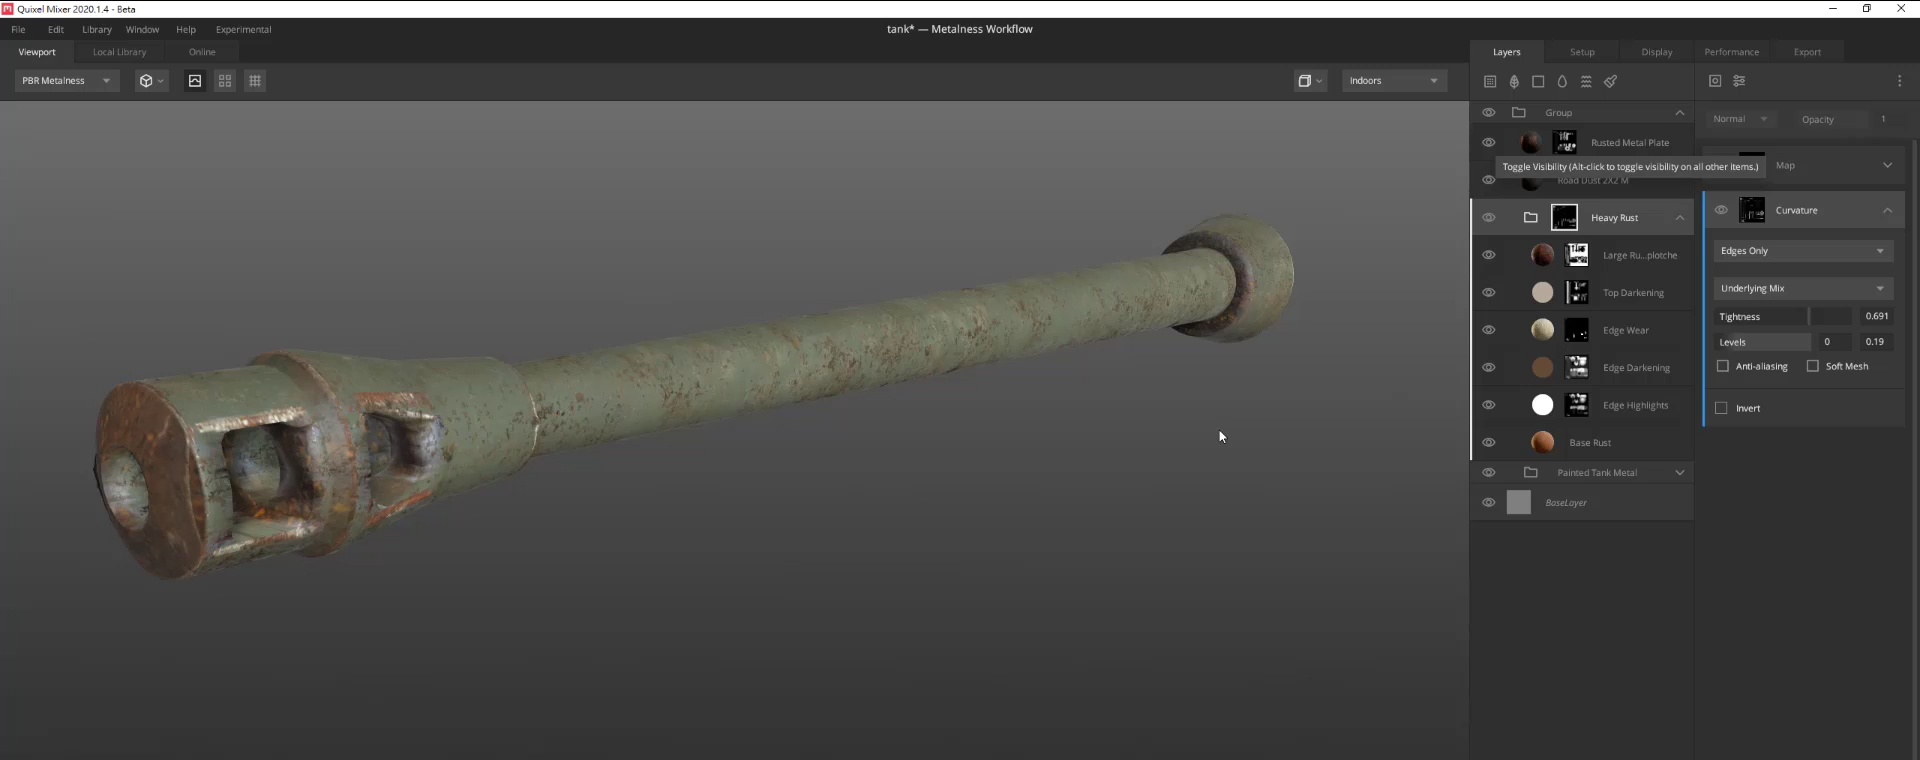 Quixel Mixer 2020.1.4 - Beta
File Edit Library Window Help Experimental
tank* — Metalness Workflow
Viewport Local Library Online
Layers Setup Display Performance Export
PBR Metalness
Indoors
Group
Normal Opacity 1
Rusted Metal Plate
Toggle Visibility (Alt-click to toggle visibility on all other items.)
Map
Road Dust 2X2 M
Heavy Rust
Curvature
Large Ru...plotche
Edges Only
Top Darkening
Underlying Mix
Tightness 0.691
Edge Wear
Levels 0 0.19
Edge Darkening
Anti-aliasing Soft Mesh
Edge Highlights
Invert
Base Rust
Painted Tank Metal
BaseLayer